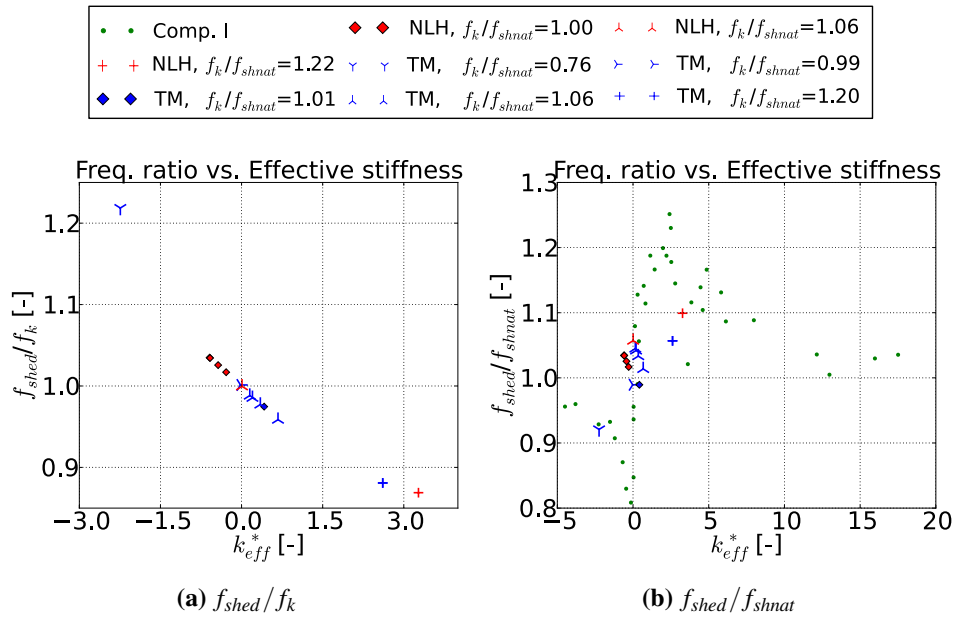 Comp. I NLH, f_k/f_shnat=1.00 NLH, f_k/f_shnat=1.06
NLH, f_k/f_shnat=1.22 TM, f_k/f_shnat=0.76 TM, f_k/f_shnat=0.99
TM, f_k/f_shnat=1.01 TM, f_k/f_shnat=1.06 TM, f_k/f_shnat=1.20
Freq. ratio vs. Effective stiffness
f_shed/f_k [-]
1.2
1.1
1.0
0.9
−3.0 −1.5 0.0 1.5 3.0
k*_eff [-]
(a) f_shed/f_k
Freq. ratio vs. Effective stiffness
f_shed/f_shnat [-]
1.3
1.2
1.1
1.0
0.9
0.8
−5 0 5 10 15 20
k*_eff [-]
(b) f_shed/f_shnat